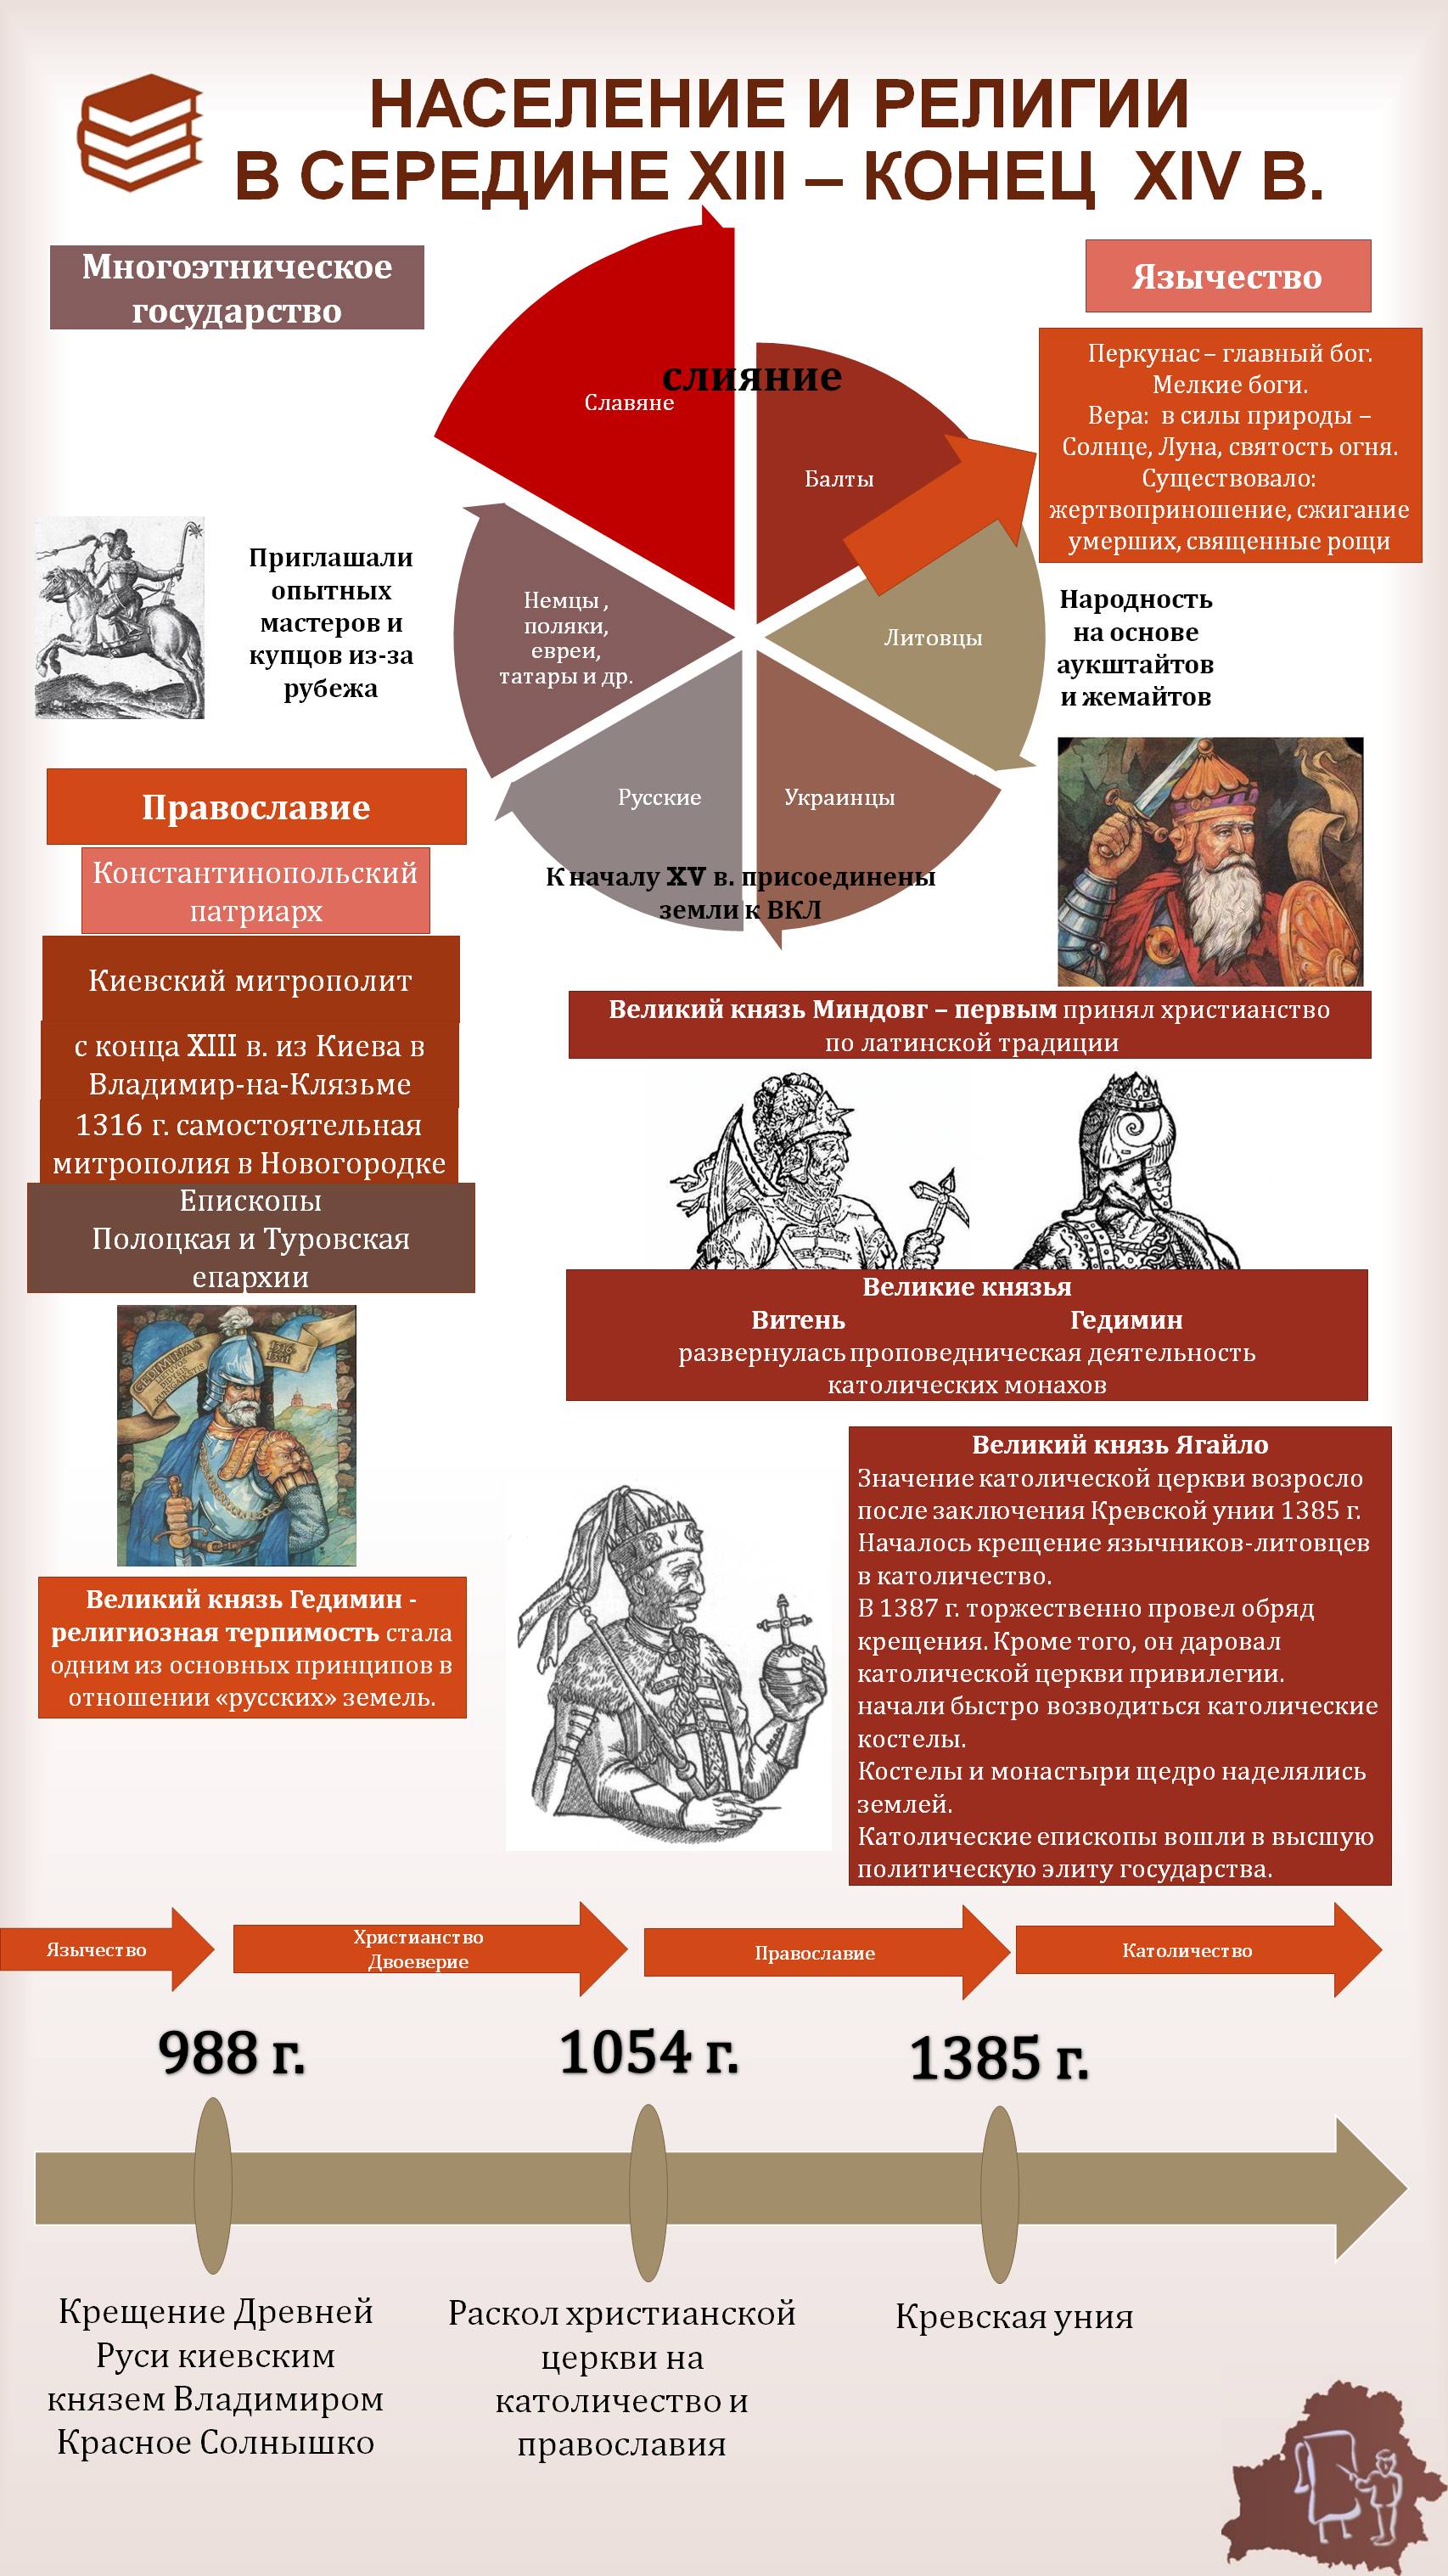 НАСЕЛЕНИЕ И РЕЛИГИИ
В СЕРЕДИНЕ XIII – КОНЕЦ XIV В.
Многоэтническое
государство
Язычество
Перкунас – главный бог.
Мелкие боги.
Вера: в силы природы –
Солнце, Луна, святость огня.
Существовало:
жертвоприношение, сжигание
умерших, священные рощи
слияние
Славяне
Балты
Литовцы
Украинцы
Русские
Немцы ,
поляки,
евреи,
татары и др.
К началу XV в. присоединены
земли к ВКЛ
Приглашали
опытных
мастеров и
купцов из-за
рубежа
Народность
на основе
аукштайтов
и жемайтов
Православие
Константинопольский
патриарх
Киевский митрополит
с конца XIII в. из Киева в
Владимир-на-Клязьме
1316 г. самостоятельная
митрополия в Новогородке
Епископы
Полоцкая и Туровская
епархии
Великий князь Миндовг – первым принял христианство
по латинской традиции
Великие князья
Витень Гедимин
развернулась проповедническая деятельность
католических монахов
GEDIMINAS
1316
1341
Великий князь Гедимин -
религиозная терпимость стала
одним из основных принципов в
отношении «русских» земель.
Великий князь Ягайло
Значение католической церкви возросло
после заключения Кревской унии 1385 г.
Началось крещение язычников-литовцев
в католичество.
В 1387 г. торжественно провел обряд
крещения. Кроме того, он даровал
католической церкви привилегии.
начали быстро возводиться католические
костелы.
Костелы и монастыри щедро наделялись
землей.
Католические епископы вошли в высшую
политическую элиту государства.
Язычество
Христианство
Двоеверие
Православие
Католичество
988 г.
1054 г.
1385 г.
Крещение Древней
Руси киевским
князем Владимиром
Красное Солнышко
Раскол христианской
церкви на
католичество и
православия
Кревская уния